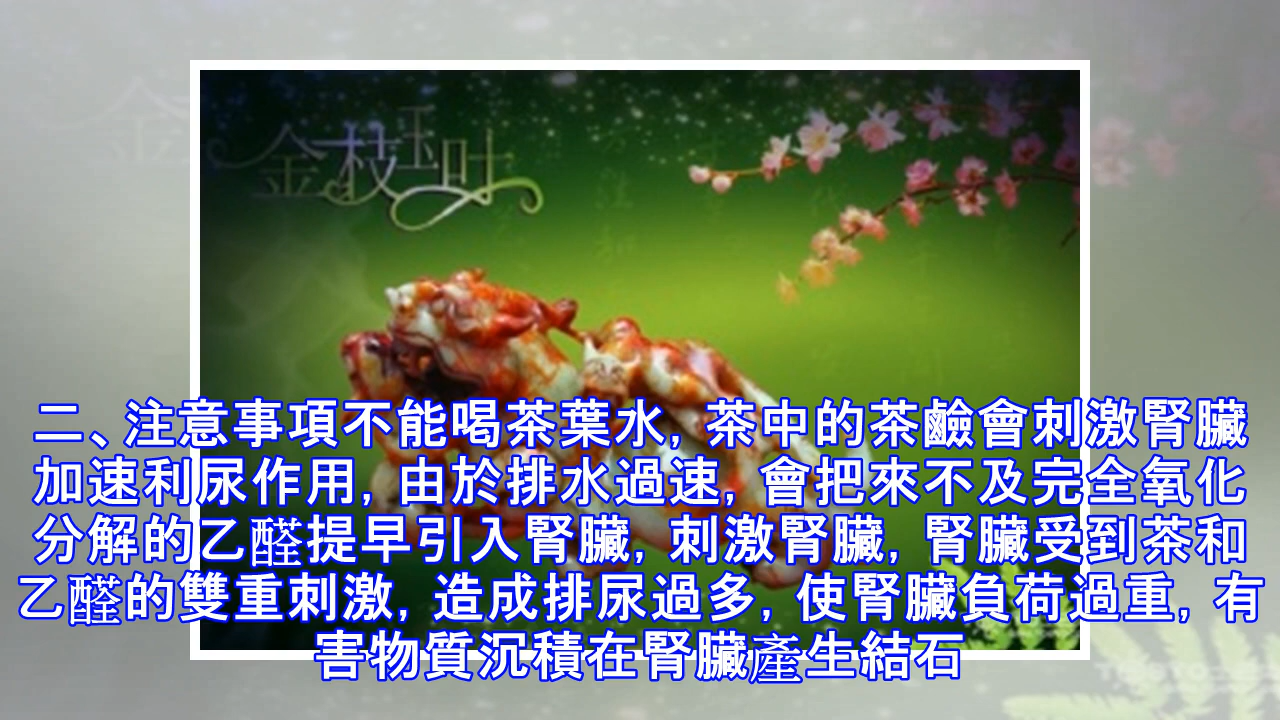 金枝玉叶
二、注意事項不能喝茶葉水, 茶中的茶鹼會刺激腎臟
加速利尿作用, 由於排水過速, 會把來不及完全氧化
分解的乙醛提早引入腎臟, 刺激腎臟, 腎臟受到茶和
乙醛的雙重刺激, 造成排尿過多, 使腎臟負荷過重, 有
害物質沉積在腎臟產生結石